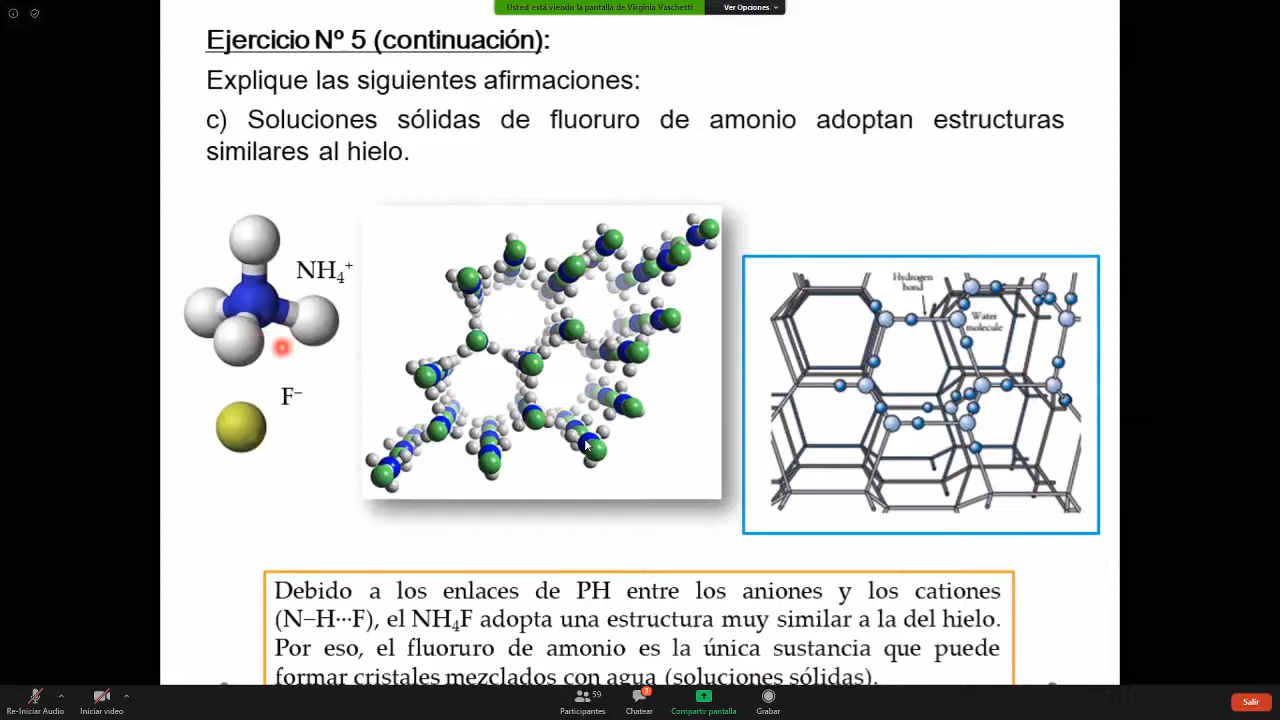 Usted está viendo la pantalla de Virginia Vaschetti
Ver Opciones
Ejercicio Nº 5 (continuación):
Explique las siguientes afirmaciones:
c) Soluciones sólidas de fluoruro de amonio adoptan estructuras
similares al hielo.
NH₄⁺
F⁻
Hydrogen
bond
Water
molecule
Debido a los enlaces de PH entre los aniones y los cationes
(N−H···F), el NH₄F adopta una estructura muy similar a la del hielo.
Por eso, el fluoruro de amonio es la única sustancia que puede
formar cristales mezclados con agua (soluciones sólidas).
Re-Iniciar Audio
Iniciar video
59
Participantes
3
Chatear
Compartir pantalla
Grabar
Salir